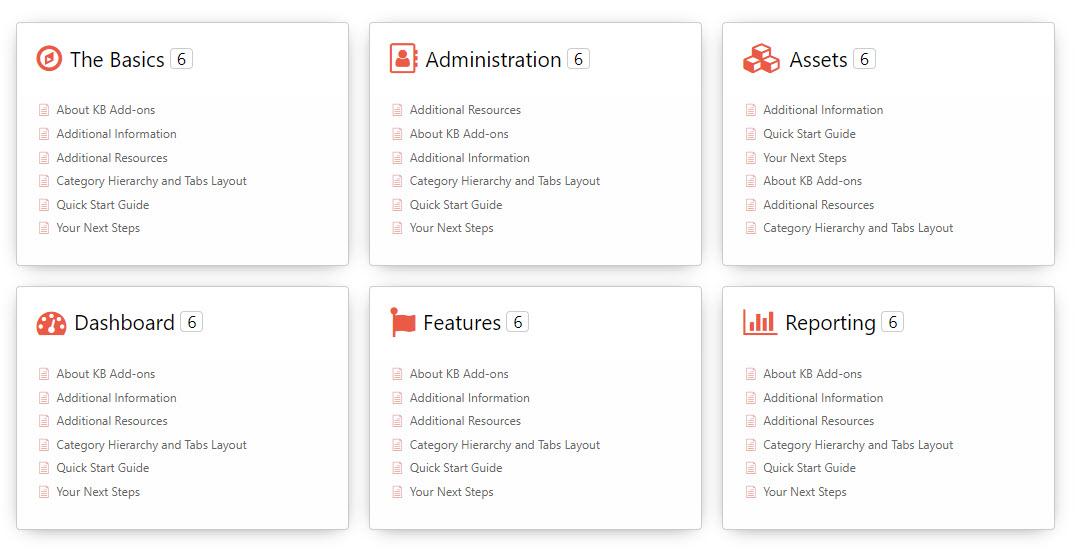 The Basics 6
About KB Add-ons
Additional Information
Additional Resources
Category Hierarchy and Tabs Layout
Quick Start Guide
Your Next Steps
Administration 6
Additional Resources
About KB Add-ons
Additional Information
Category Hierarchy and Tabs Layout
Quick Start Guide
Your Next Steps
Assets 6
Additional Information
Quick Start Guide
Your Next Steps
About KB Add-ons
Additional Resources
Category Hierarchy and Tabs Layout
Dashboard 6
About KB Add-ons
Additional Information
Additional Resources
Category Hierarchy and Tabs Layout
Quick Start Guide
Your Next Steps
Features 6
About KB Add-ons
Additional Information
Additional Resources
Category Hierarchy and Tabs Layout
Quick Start Guide
Your Next Steps
Reporting 6
About KB Add-ons
Additional Information
Additional Resources
Category Hierarchy and Tabs Layout
Quick Start Guide
Your Next Steps